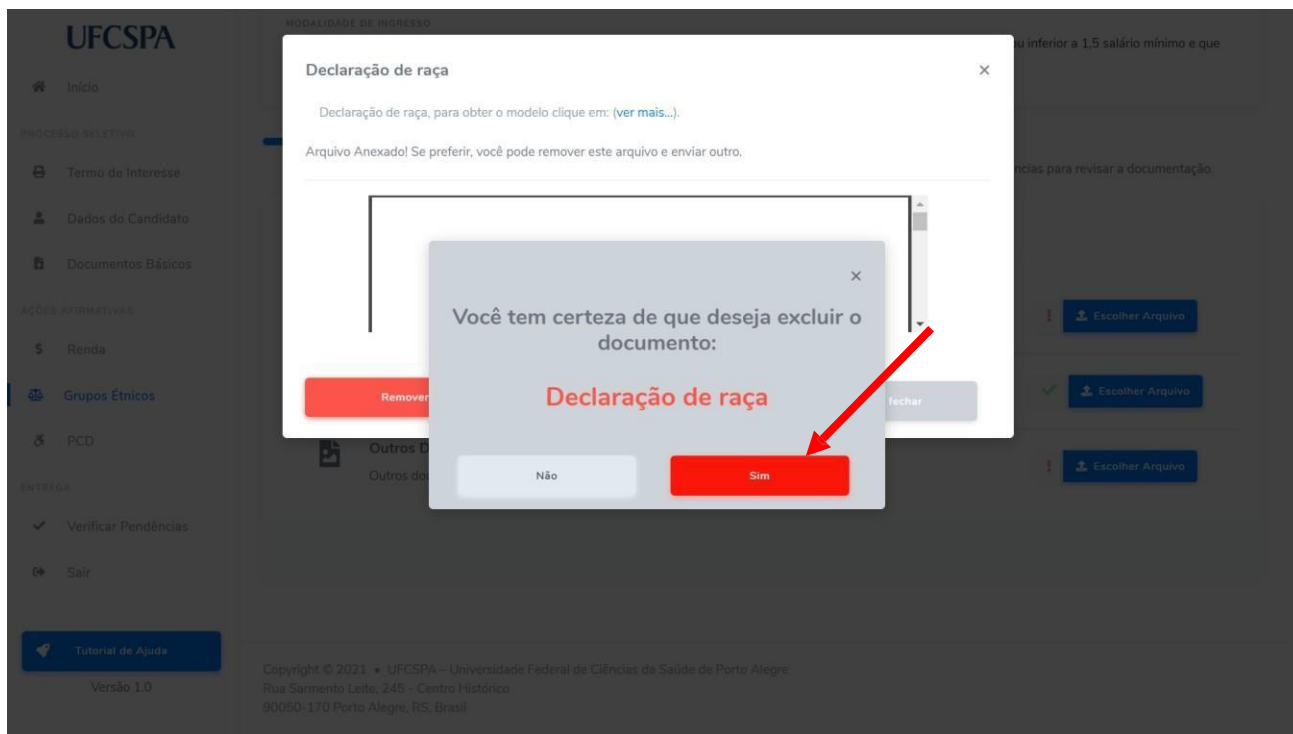 UFCSPA
Início
PROCESSO SELETIVO
Termo de Interesse
Dados do Candidato
Documentos Básicos
AÇÕES AFIRMATIVAS
$ Renda
Grupos Étnicos
PCD
ENTREGA
Verificar Pendências
Sair
Tutorial de Ajuda
Versão 1.0
MODALIDADE DE INGRESSO
inferior a 1,5 salário mínimo e que
Declaração de raça ×
Declaração de raça, para obter o modelo clique em: (ver mais...).
Arquivo Anexado! Se preferir, você pode remover este arquivo e enviar outro.
para revisar a documentação.
×
Você tem certeza de que deseja excluir o
documento:
Declaração de raça
Não
Sim
Remover
fechar
! Escolher Arquivo
Escolher Arquivo
Outros D
Outros do
! Escolher Arquivo
Copyright © 2021 • UFCSPA – Universidade Federal de Ciências da Saúde de Porto Alegre
Rua Sarmento Leite, 245 - Centro Histórico
90050-170 Porto Alegre, RS, Brasil